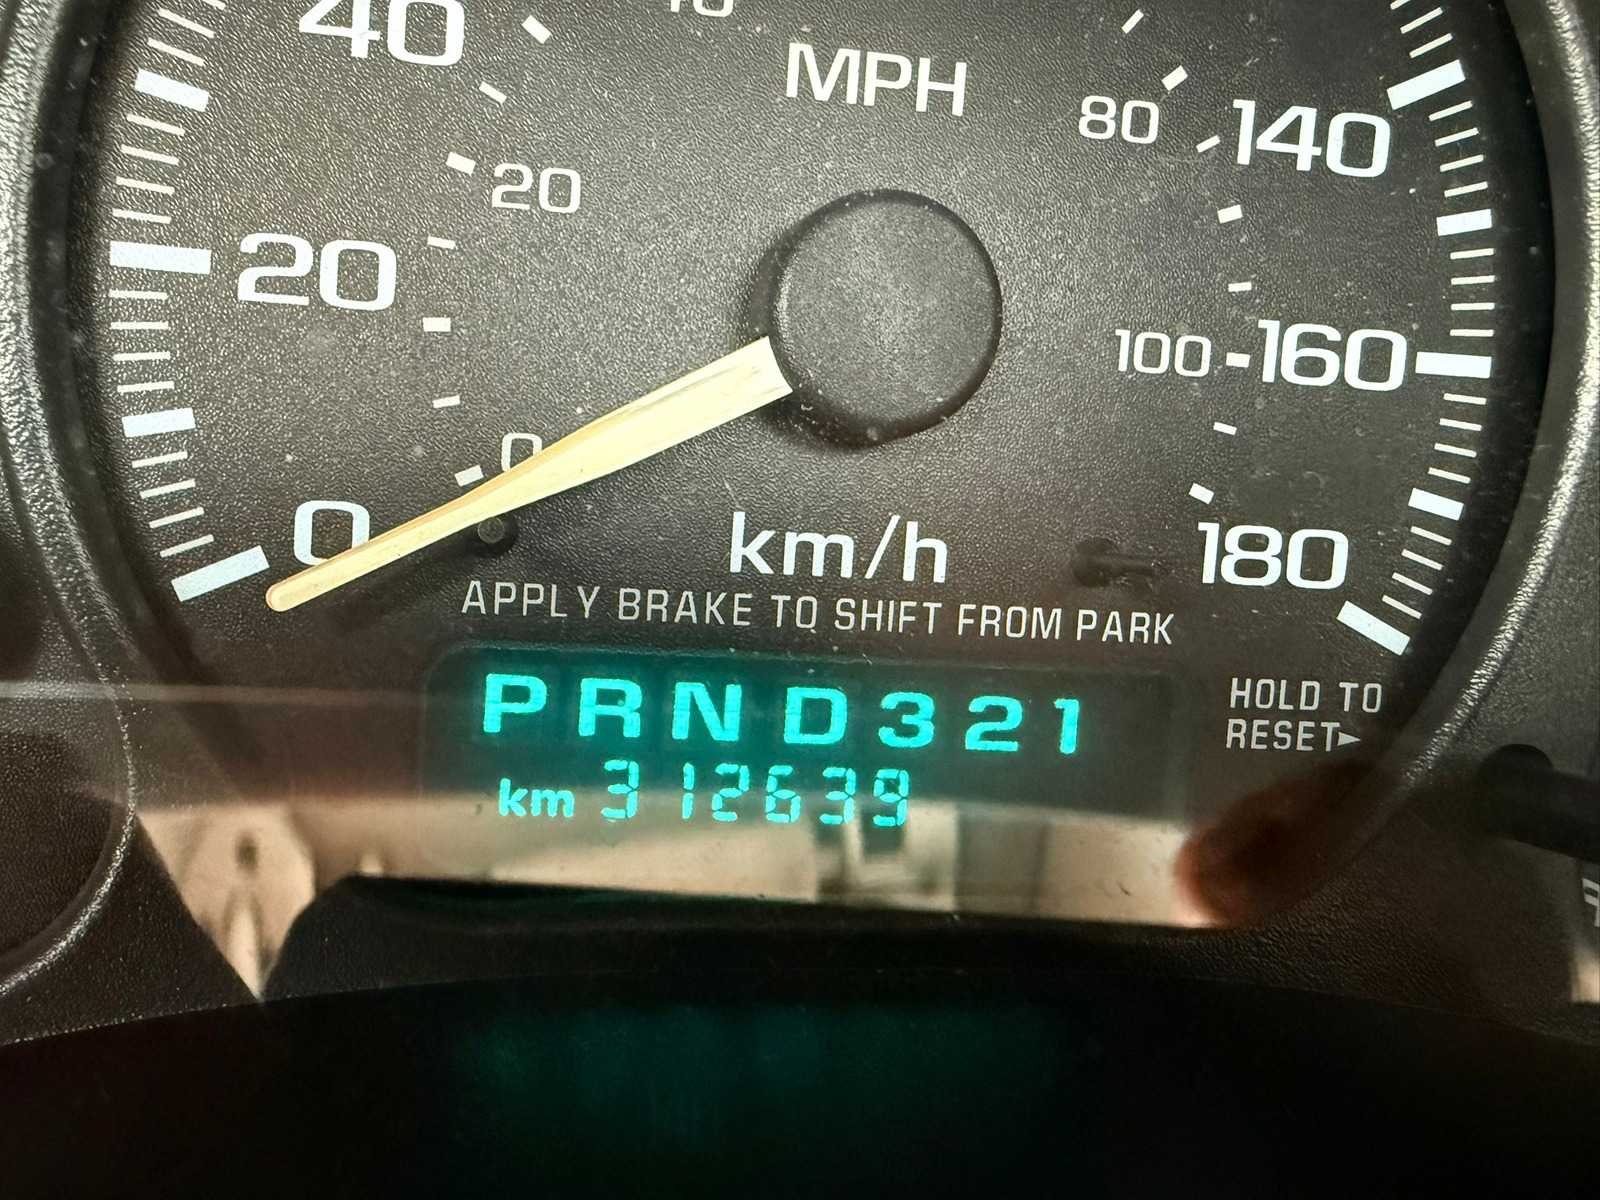 40
MPH
80
140
20
20
100
160
0
0
km/h
180
APPLY BRAKE TO SHIFT FROM PARK
PRND321
HOLD TO
RESET►
km 312639